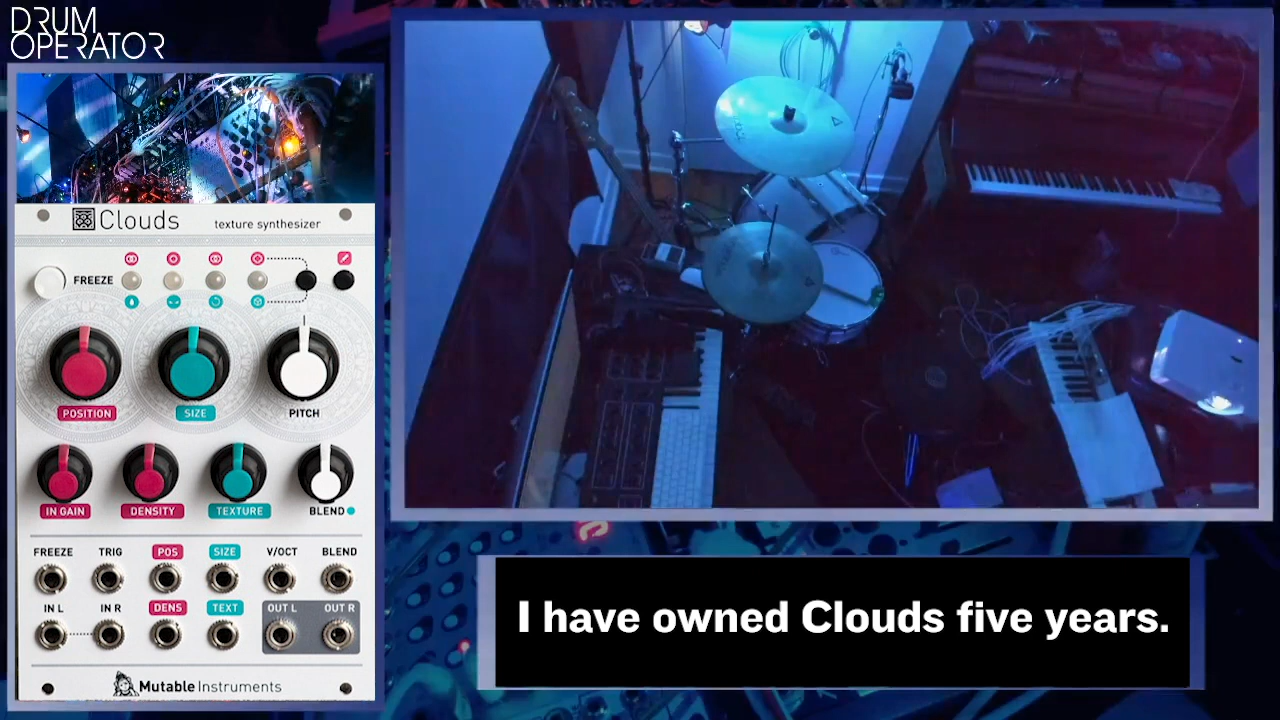 DRUM
OPERATOR
Clouds
texture synthesizer
FREEZE
POSITION SIZE PITCH
IN GAIN DENSITY TEXTURE BLEND
FREEZE TRIG POS SIZE V/OCT BLEND
IN L IN R DENS TEXT OUT L OUT R
Mutable Instruments
I have owned Clouds five years.